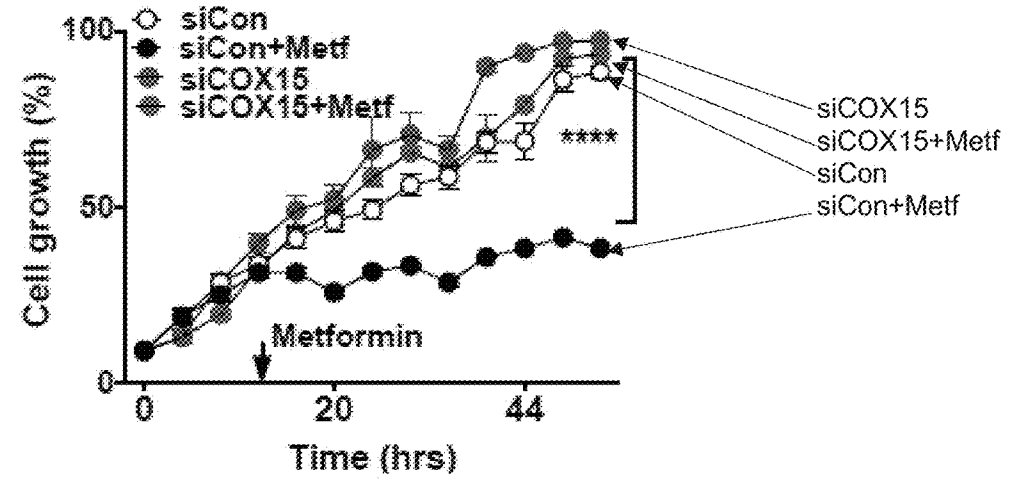 100
siCon
siCon+Metf
siCOX15
siCOX15+Metf
siCOX15
siCOX15+Metf
siCon
siCon+Metf
****
50
Cell growth (%)
Metformin
0
0
20
44
Time (hrs)